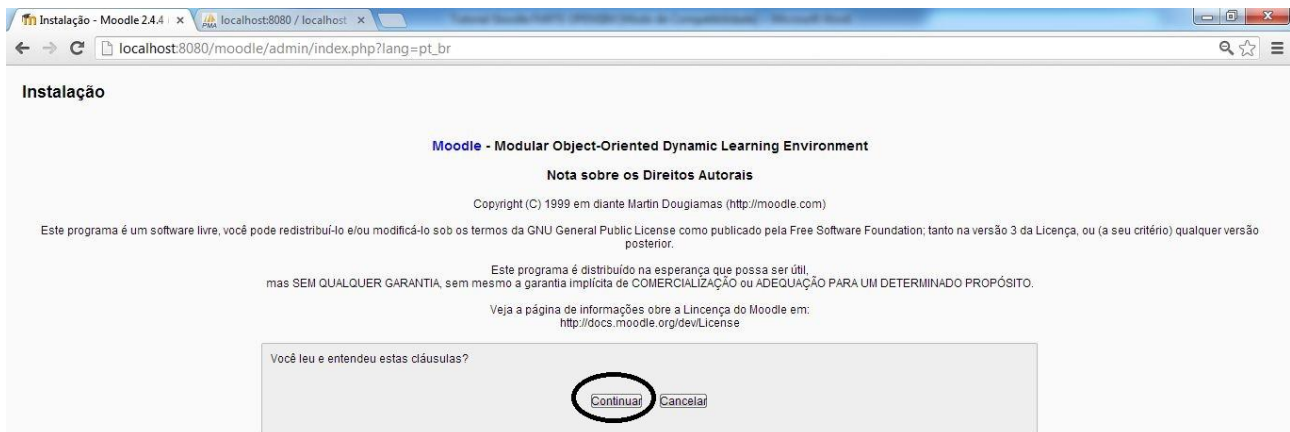 Instalação - Moodle 2.4.4
localhost:8080 / localhost
localhost:8080/moodle/admin/index.php?lang=pt_br
Instalação
Moodle - Modular Object-Oriented Dynamic Learning Environment
Nota sobre os Direitos Autorais
Copyright (C) 1999 em diante Martin Dougiamas (http://moodle.com)
Este programa é um software livre, você pode redistribuí-lo e/ou modificá-lo sob os termos da GNU General Public License como publicado pela Free Software Foundation; tanto na versão 3 da Licença, ou (a seu critério) qualquer versão
posterior.
Este programa é distribuído na esperança que possa ser útil,
mas SEM QUALQUER GARANTIA, sem mesmo a garantia implícita de COMERCIALIZAÇÃO ou ADEQUAÇÃO PARA UM DETERMINADO PROPÓSITO.
Veja a página de informações obre a Lincença do Moodle em:
http://docs.moodle.org/dev/License
Você leu e entendeu estas cláusulas?
Continuar Cancelar